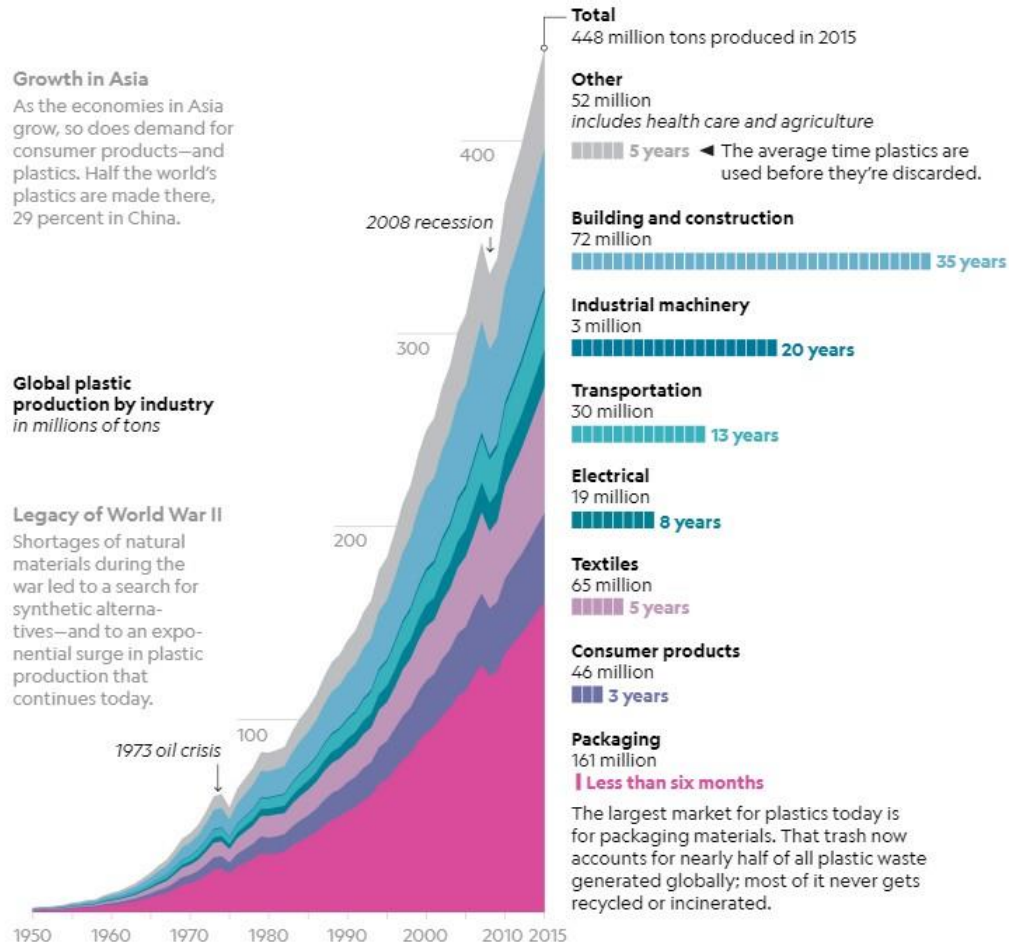 Total
448 million tons produced in 2015
Growth in Asia
As the economies in Asia
grow, so does demand for
consumer products—and
plastics. Half the world's
plastics are made there,
29 percent in China.
Other
52 million
includes health care and agriculture
5 years ◄ The average time plastics are
used before they're discarded.
400
2008 recession
Building and construction
72 million
35 years
Industrial machinery
3 million
20 years
300
Global plastic
production by industry
in millions of tons
Transportation
30 million
13 years
Electrical
19 million
8 years
Legacy of World War II
Shortages of natural
materials during the
war led to a search for
synthetic alterna-
tives—and to an expo-
nential surge in plastic
production that
continues today.
200
Textiles
65 million
5 years
Consumer products
46 million
3 years
100
1973 oil crisis
Packaging
161 million
Less than six months
The largest market for plastics today is
for packaging materials. That trash now
accounts for nearly half of all plastic waste
generated globally; most of it never gets
recycled or incinerated.
1950 1960 1970 1980 1990 2000 2010 2015